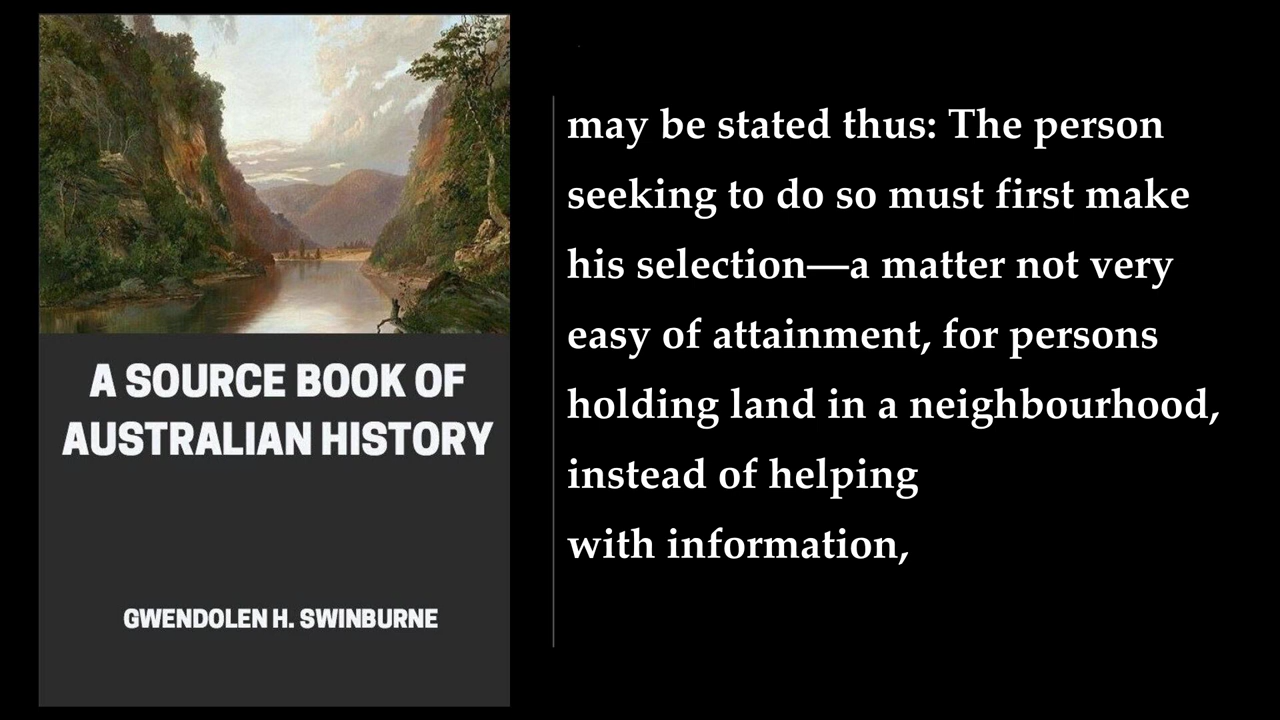 A SOURCE BOOK OF
AUSTRALIAN HISTORY
GWENDOLEN H. SWINBURNE
may be stated thus: The person
seeking to do so must first make
his selection—a matter not very
easy of attainment, for persons
holding land in a neighbourhood,
instead of helping
with information,